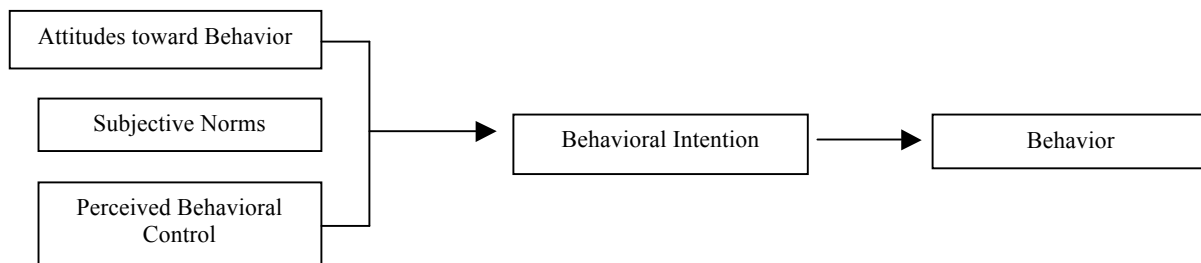 Attitudes toward Behavior
Subjective Norms
Perceived Behavioral
Control
Behavioral Intention
Behavior